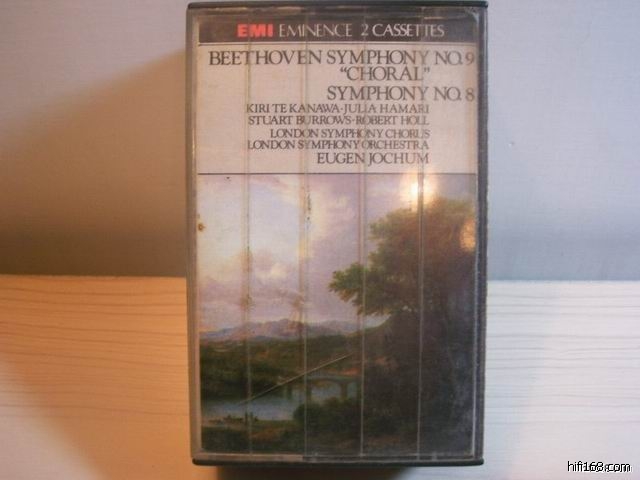 EMI EMINENCE 2 CASSETTES
BEETHOVEN SYMPHONY NO.9
"CHORAL"
SYMPHONY NO.8
KIRI TE KANAWA·JULIA HAMARI
STUART BURROWS·ROBERT HOLL
LONDON SYMPHONY CHORUS
LONDON SYMPHONY ORCHESTRA
EUGEN JOCHUM
hifi168.com